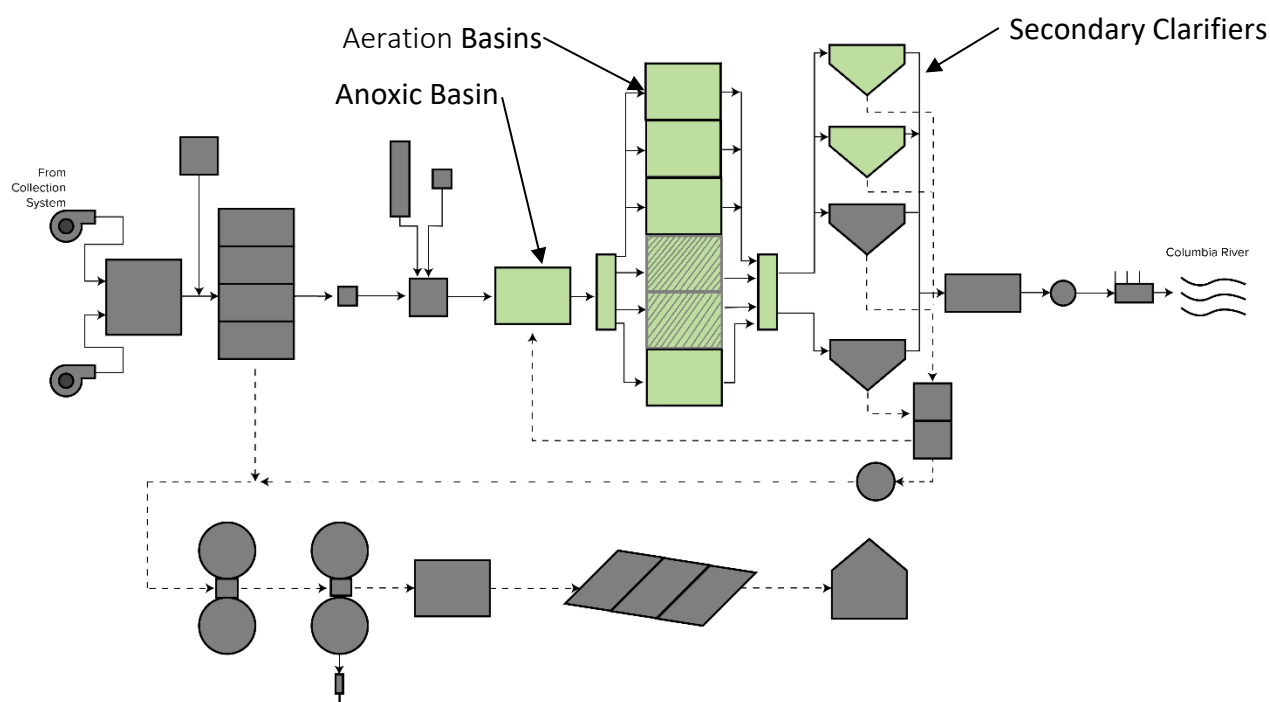 Aeration Basins
Secondary Clarifiers
Anoxic Basin
From
Collection
System
Columbia River